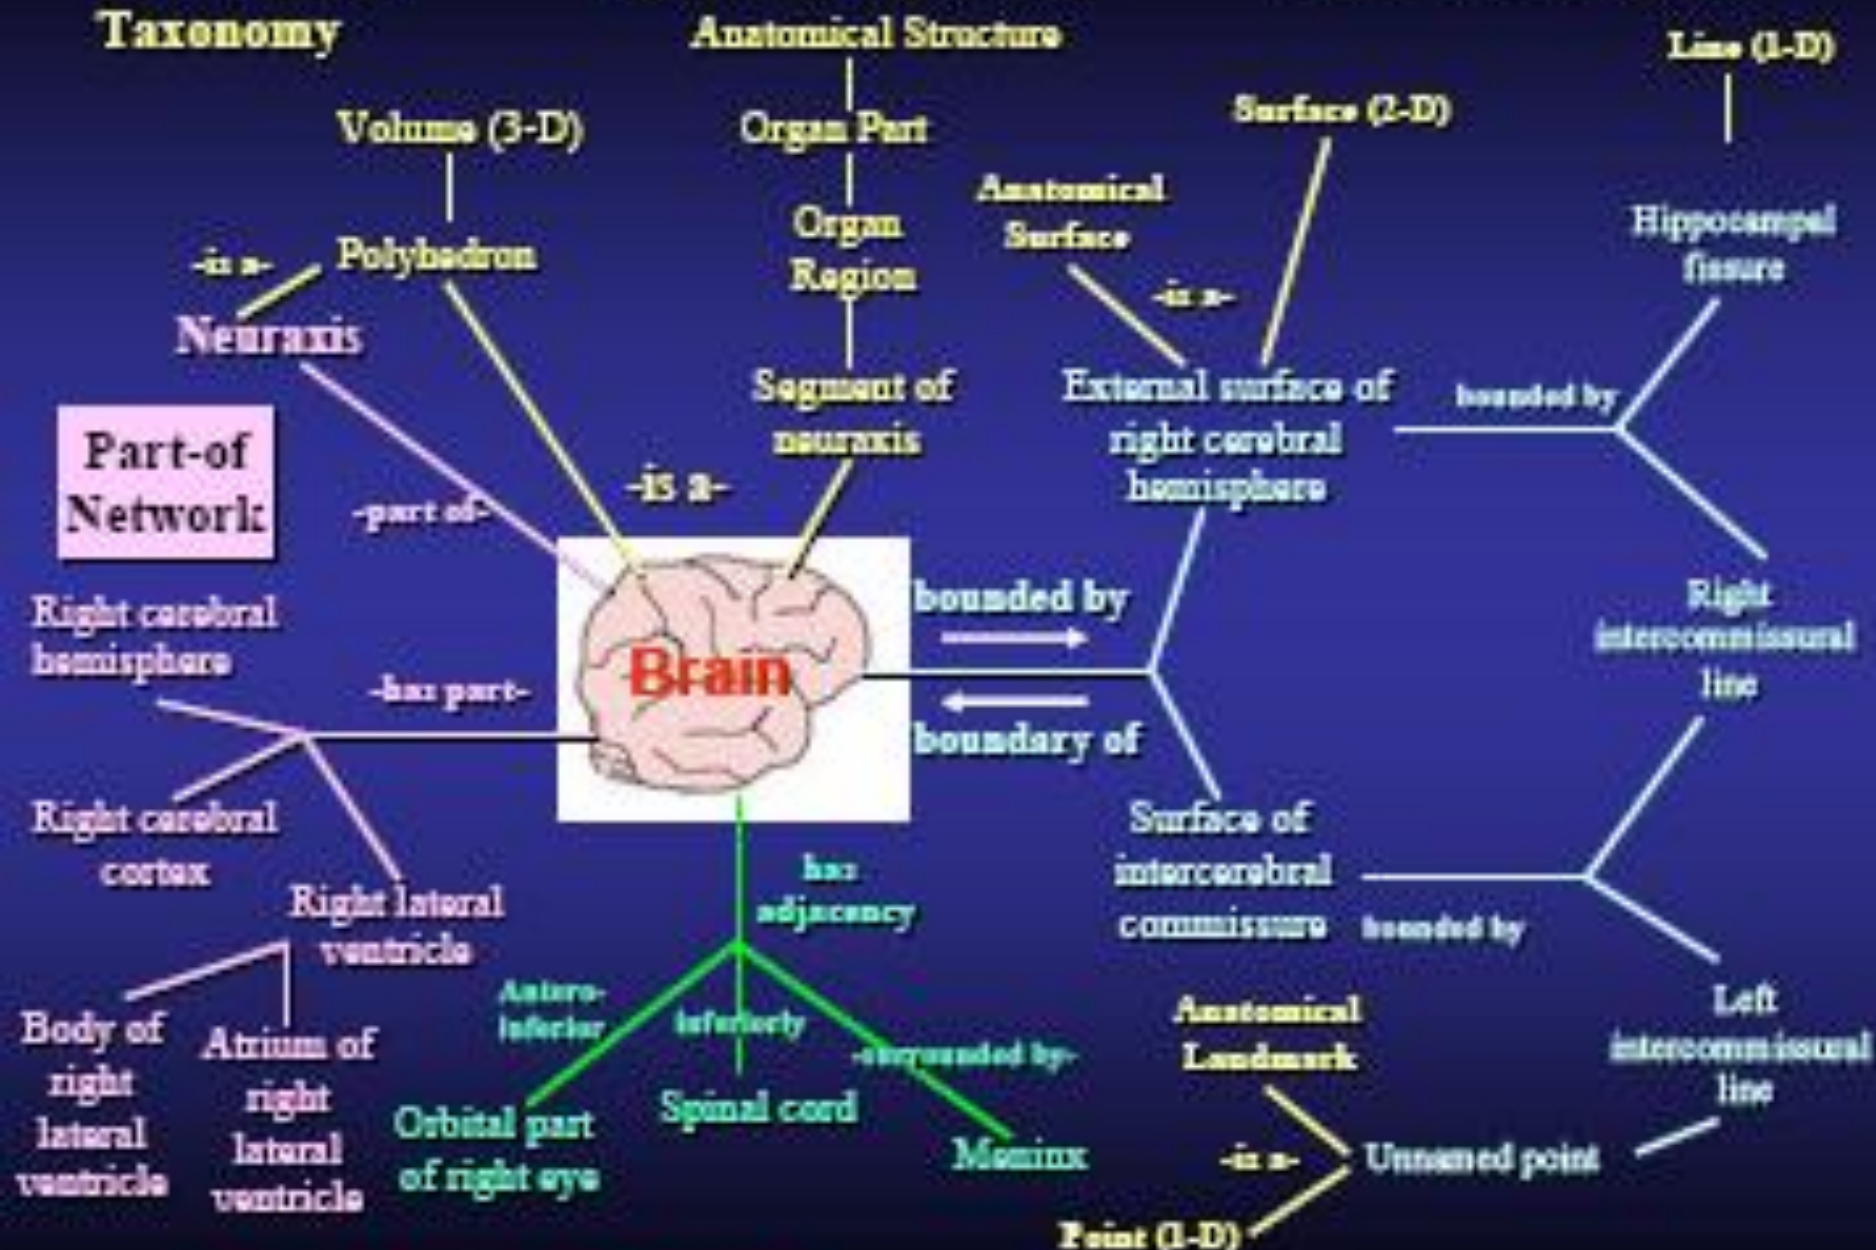 Taxonomy
Anatomical Structure
Line (1-D)
Volume (3-D)
Organ Part
Surface (2-D)
Anatomical
Surface
Organ
Region
Hippocampal
fissure
-is a-
Polyhedron
-is a-
Neuraxis
Segment of
neuraxis
External surface of
right cerebral
hemisphere
bounded by
Part-of
Network
-part of-
-is a-
Right cerebral
hemisphere
bounded by
Right
intercommissural
line
-has part-
Brain
boundary of
Right cerebral
cortex
Surface of
intercerebral
commissure
has
adjacency
Right lateral
ventricle
bounded by
Antero-
inferior
inferiorly
-surrounded by-
Anatomical
Landmark
Left
intercommissural
line
Body of
right
lateral
ventricle
Atrium of
right
lateral
ventricle
Orbital part
of right eye
Spinal cord
Meninx
-is a-
Unnamed point
Point (1-D)